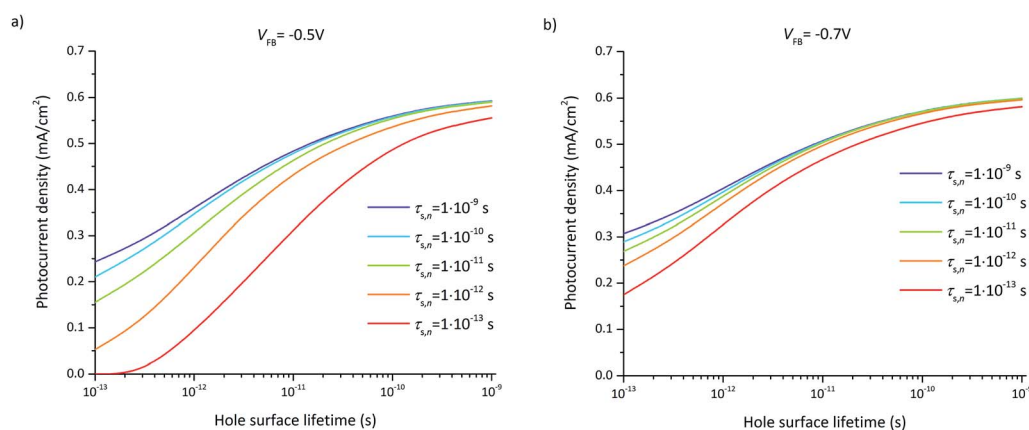 a)
V_FB= -0.5V
Photocurrent density (mA/cm²)
0.7
0.6
0.5
0.4
0.3
0.2
0.1
0.0
τ_s,n=1·10⁻⁹ s
τ_s,n=1·10⁻¹⁰ s
τ_s,n=1·10⁻¹¹ s
τ_s,n=1·10⁻¹² s
τ_s,n=1·10⁻¹³ s
10⁻¹³ 10⁻¹² 10⁻¹¹ 10⁻¹⁰ 10⁻⁹
Hole surface lifetime (s)
b)
V_FB= -0.7V
Photocurrent density (mA/cm²)
0.7
0.6
0.5
0.4
0.3
0.2
0.1
0.0
τ_s,n=1·10⁻⁹ s
τ_s,n=1·10⁻¹⁰ s
τ_s,n=1·10⁻¹¹ s
τ_s,n=1·10⁻¹² s
τ_s,n=1·10⁻¹³ s
10⁻¹³ 10⁻¹² 10⁻¹¹ 10⁻¹⁰ 10⁻⁹
Hole surface lifetime (s)